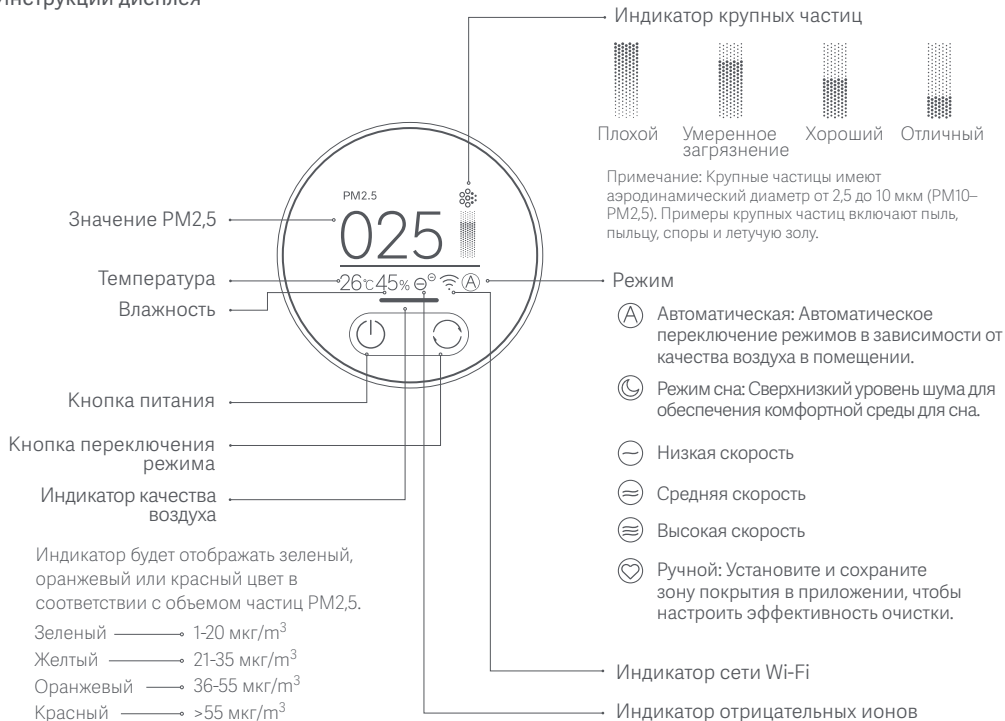 Инструкции дисплея
Индикатор крупных частиц
Плохой
Умеренное
загрязнение
Хороший
Отличный
Примечание: Крупные частицы имеют
аэродинамический диаметр от 2,5 до 10 мкм (PM10–
PM2,5). Примеры крупных частиц включают пыль,
пыльцу, споры и летучую золу.
PM2.5
025
26℃ 45%
A
Значение PM2,5
Температура
Влажность
Кнопка питания
Кнопка переключения
режима
Индикатор качества
воздуха
Индикатор будет отображать зеленый,
оранжевый или красный цвет в
соответствии с объемом частиц PM2,5.
Зеленый 1-20 мкг/m³
Желтый 21-35 мкг/m³
Оранжевый 36-55 мкг/m³
Красный >55 мкг/m³
Режим
A Автоматическая: Автоматическое
переключение режимов в зависимости от
качества воздуха в помещении.
Режим сна: Сверхнизкий уровень шума для
обеспечения комфортной среды для сна.
Низкая скорость
Средняя скорость
Высокая скорость
Ручной: Установите и сохраните
зону покрытия в приложении, чтобы
настроить эффективность очистки.
Индикатор сети Wi-Fi
Индикатор отрицательных ионов